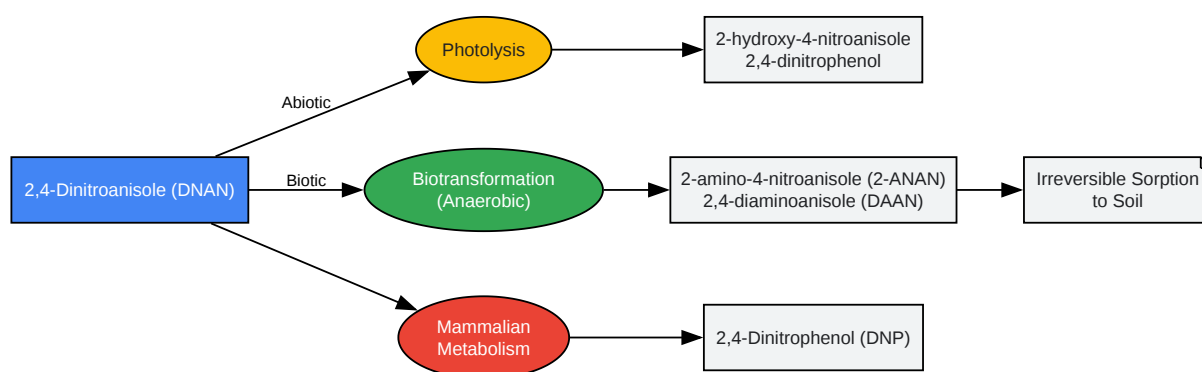 Photolysis
2-hydroxy-4-nitroanisole
2,4-dinitrophenol
Abiotic
2,4-Dinitroanisole (DNAN)
Biotic
Biotransformation
(Anaerobic)
2-amino-4-nitroanisole (2-ANAN)
2,4-diaminoanisole (DAAN)
Irreversible Sorption
to Soil
Mammalian
Metabolism
2,4-Dinitrophenol (DNP)